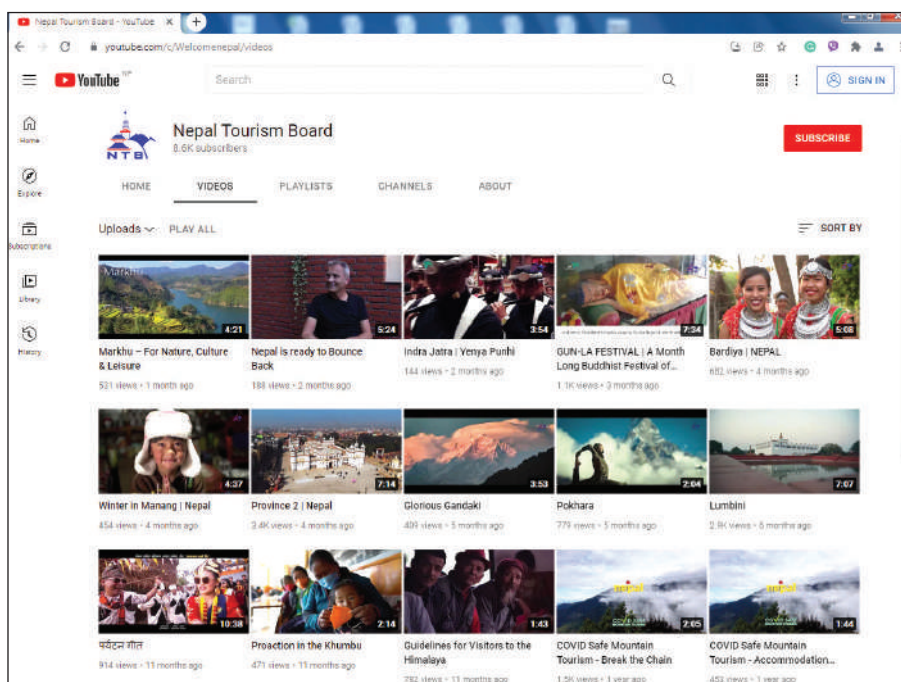 Nepal Tourism Board - YouTube
youtube.com/c/Welcomenepal/videos
YouTube NP
Search
SIGN IN
Home
Explore
Subscriptions
Library
History
NTB
Nepal Tourism Board
8.6K subscribers
SUBSCRIBE
HOME VIDEOS PLAYLISTS CHANNELS ABOUT
Uploads PLAY ALL SORT BY
Markhu
4:21 5:24 3:54 7:34 5:08
Markhu – For Nature, Culture & Leisure
531 views • 1 month ago
Nepal is ready to Bounce Back
188 views • 2 months ago
Indra Jatra | Yenya Punhi
144 views • 2 months ago
GUN-LA FESTIVAL | A Month Long Buddhist Festival of...
1.1K views • 3 months ago
Bardiya | NEPAL
682 views • 4 months ago
4:37 7:14 3:53 2:04 7:07
Winter in Manang | Nepal
454 views • 4 months ago
Province 2 | Nepal
3.4K views • 4 months ago
Glorious Gandaki
409 views • 5 months ago
Pokhara
779 views • 5 months ago
Lumbini
2.9K views • 6 months ago
10:38 2:14 1:43 2:05 1:44
पर्यटन गीत
914 views • 11 months ago
Proaction in the Khumbu
471 views • 11 months ago
Guidelines for Visitors to the Himalaya
782 views • 11 months ago
nepal
COVID Safe Mountain Tourism - Break the Chain
1.5K views • 1 year ago
nepal
COVID Safe Mountain Tourism - Accommodation...
453 views • 1 year ago